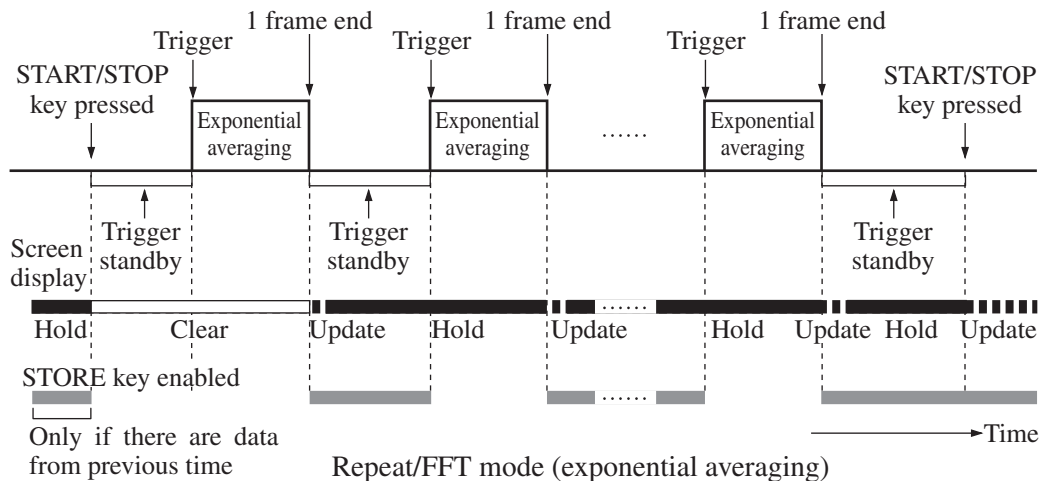 1 frame end 1 frame end 1 frame end
Trigger Trigger Trigger
START/STOP
key pressed
START/STOP
key pressed
Exponential
averaging
Exponential
averaging
......
Exponential
averaging
Trigger
standby
Trigger
standby
Trigger
standby
Screen
display
......
Hold Clear Update Hold Update Hold Update Hold Update
STORE key enabled
......
Only if there are data
from previous time
Time
Repeat/FFT mode (exponential averaging)